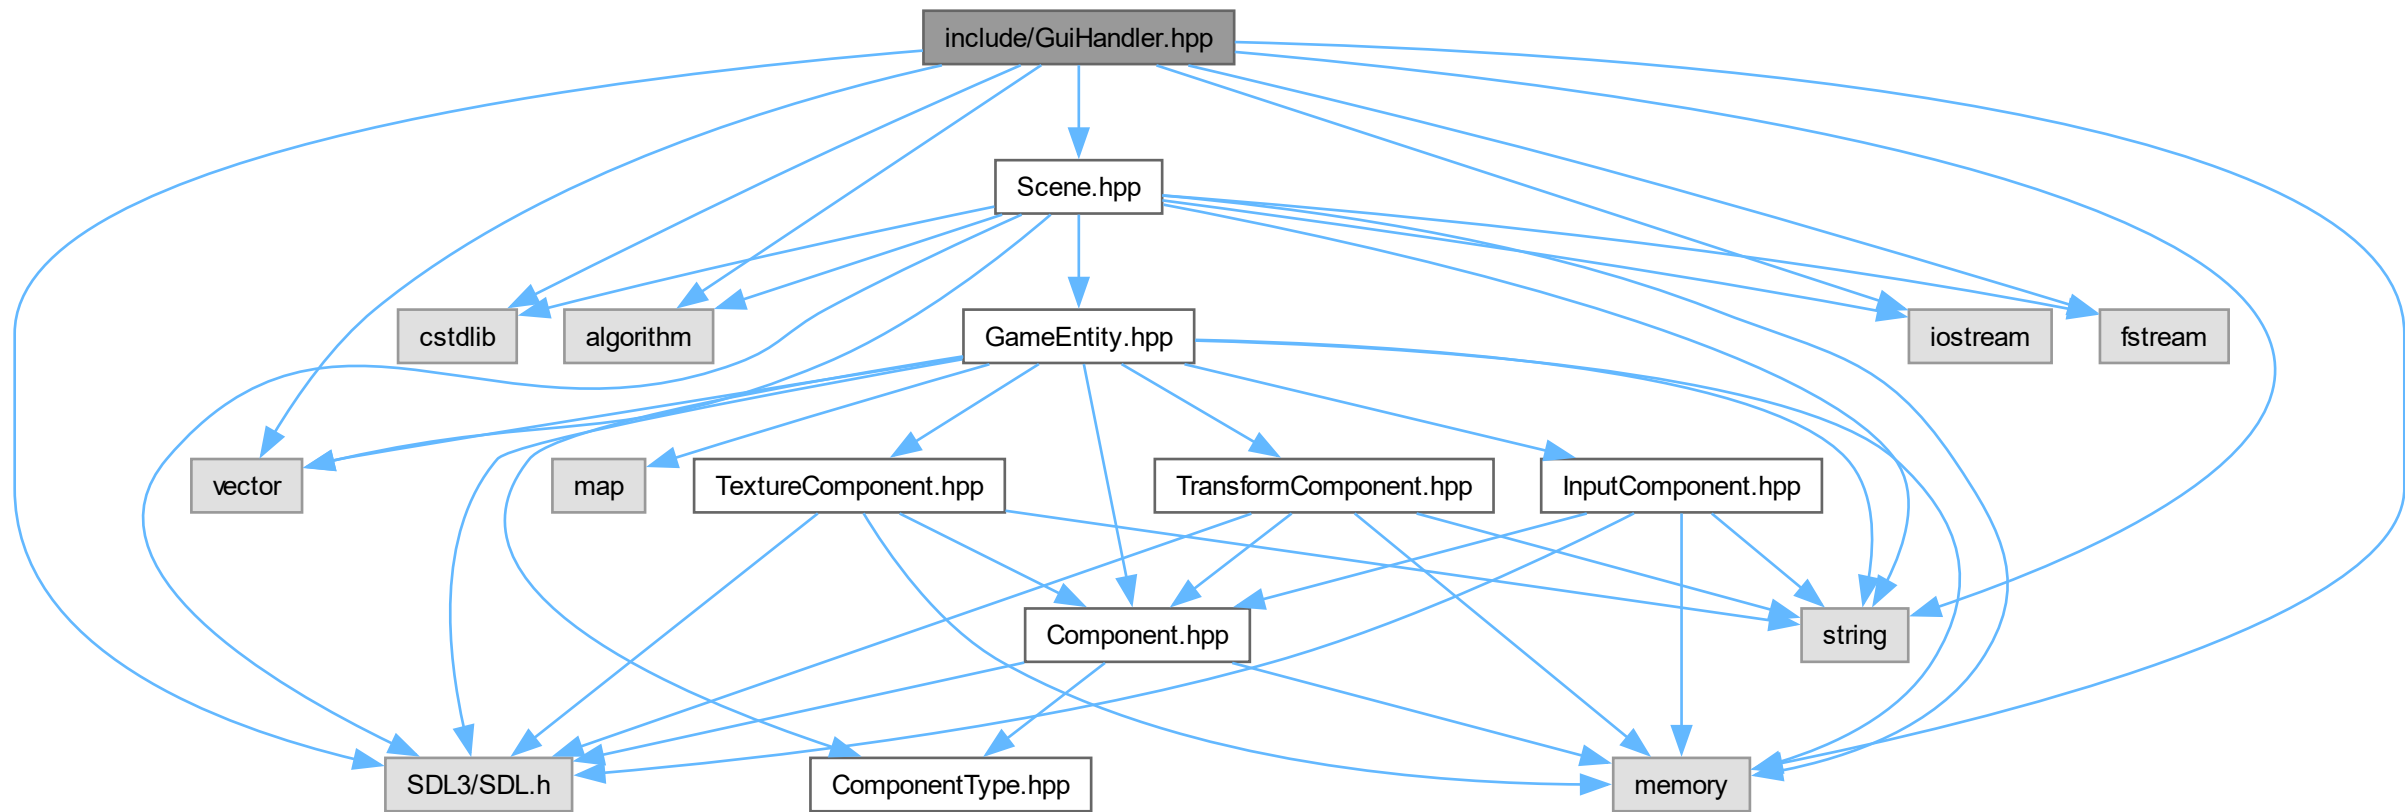 include/GuiHandler.hpp
Scene.hpp
cstdlib
algorithm
GameEntity.hpp
iostream
fstream
vector
map
TextureComponent.hpp
TransformComponent.hpp
InputComponent.hpp
Component.hpp
string
SDL3/SDL.h
ComponentType.hpp
memory